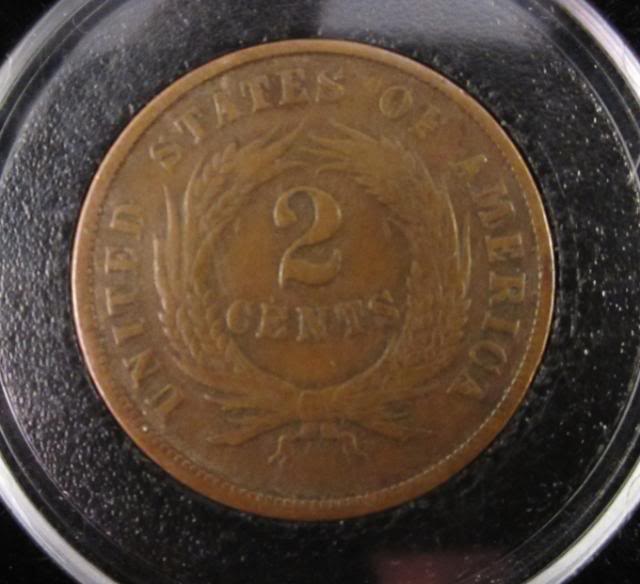 UNITED STATES OF AMERICA
2
CENTS